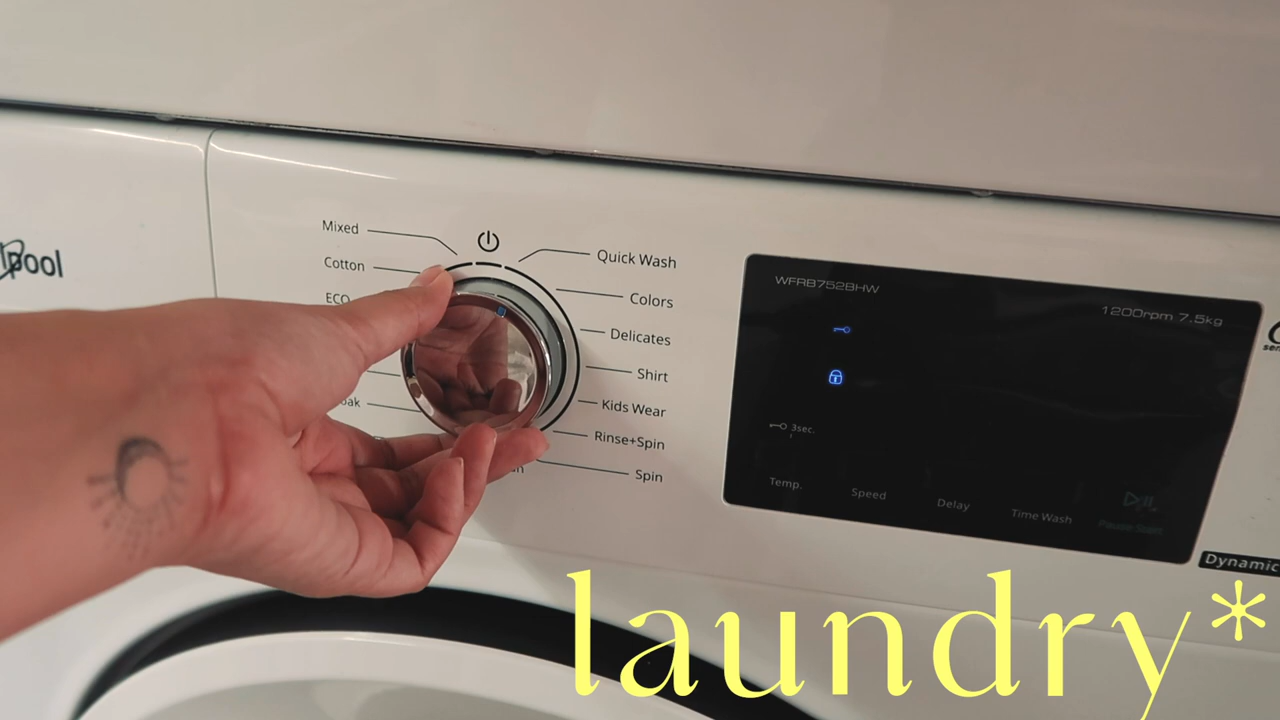 Mixed
Cotton
ECO
Quick Wash
Colors
Delicates
Shirt
Kids Wear
Rinse+Spin
Spin
WFRB752BHW
1200rpm 7.5kg
3sec.
Temp.
Speed
Delay
Time Wash
Dynamic
laundry*